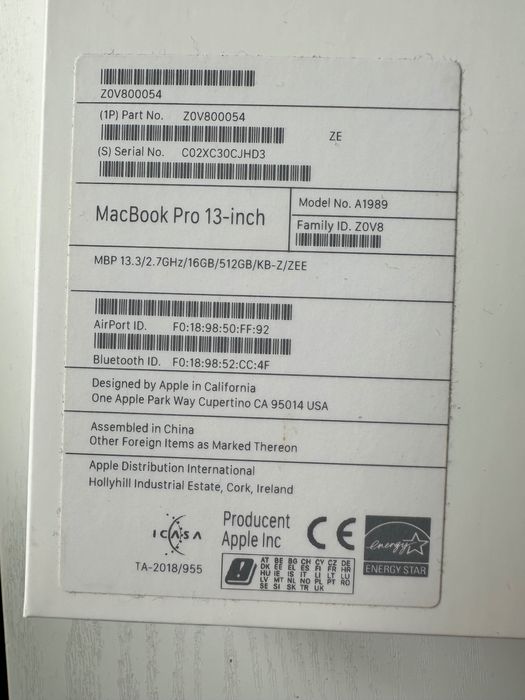 Z0V800054
(1P) Part No. Z0V800054
ZE
(S) Serial No. C02XC30CJHD3
MacBook Pro 13-inch
Model No. A1989
Family ID. Z0V8
MBP 13.3/2.7GHz/16GB/512GB/KB-Z/ZEE
AirPort ID. F0:18:98:50:FF:92
Bluetooth ID. F0:18:98:52:CC:4F
Designed by Apple in California
One Apple Park Way Cupertino CA 95014 USA
Assembled in China
Other Foreign Items as Marked Thereon
Apple Distribution International
Hollyhill Industrial Estate, Cork, Ireland
ICASA
TA-2018/955
Producent
Apple Inc
CE
energy
ENERGY STAR
AT BE BG CH CY CZ DE
DK EE EL ES FI FR HR
HU IE IS IT LI LT LU
LV MT NL NO PL PT RO
SE SI SK TR UK